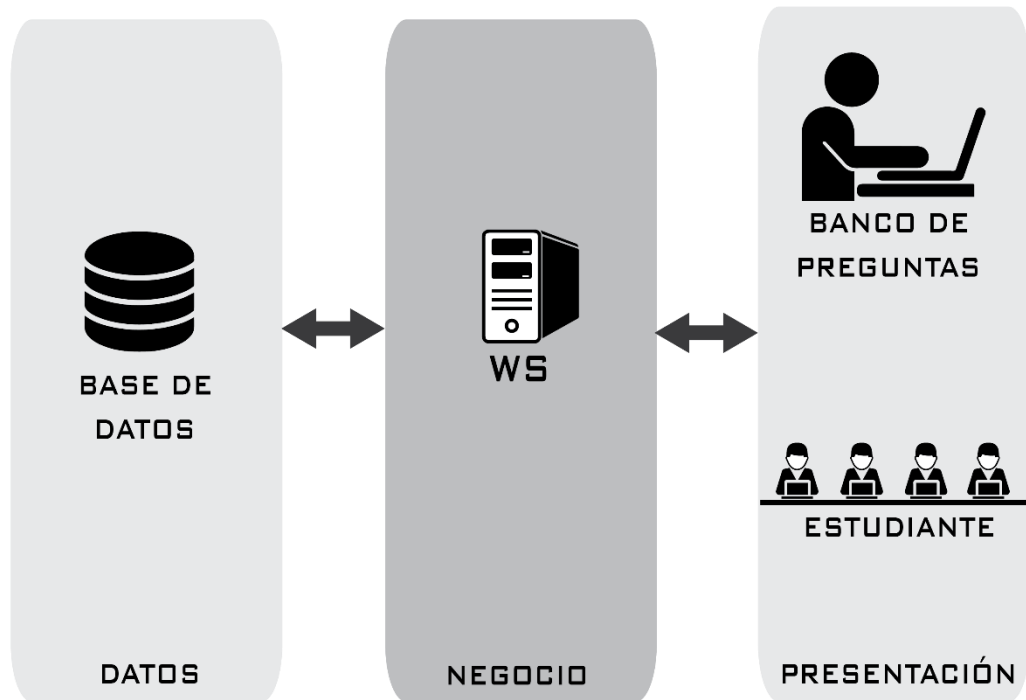 BASE DE
DATOS
DATOS
WS
NEGOCIO
BANCO DE
PREGUNTAS
ESTUDIANTE
PRESENTACIÓN